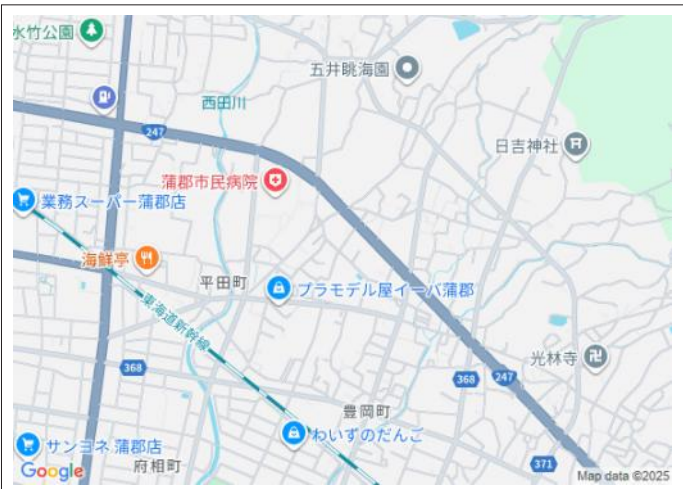 水竹公園
五井眺海園
西田川
247
日吉神社
蒲郡市民病院
業務スーパー蒲郡店
海鮮亭
平田町
プラモデル屋イーバ蒲郡
東海道新幹線
光林寺
368
368
247
豊岡町
わいずのだんご
サンヨネ 蒲郡店
府相町
371
Google
Map data ©2025